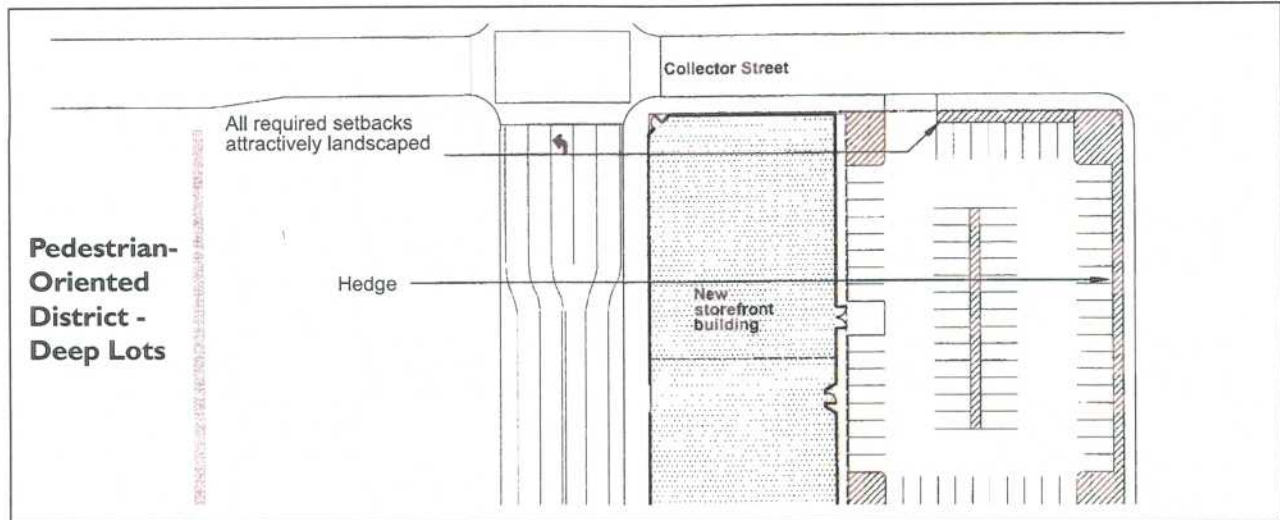 Collector Street
All required setbacks
attractively landscaped
Pedestrian-
Oriented
District -
Deep Lots
Hedge
New
storefront
building